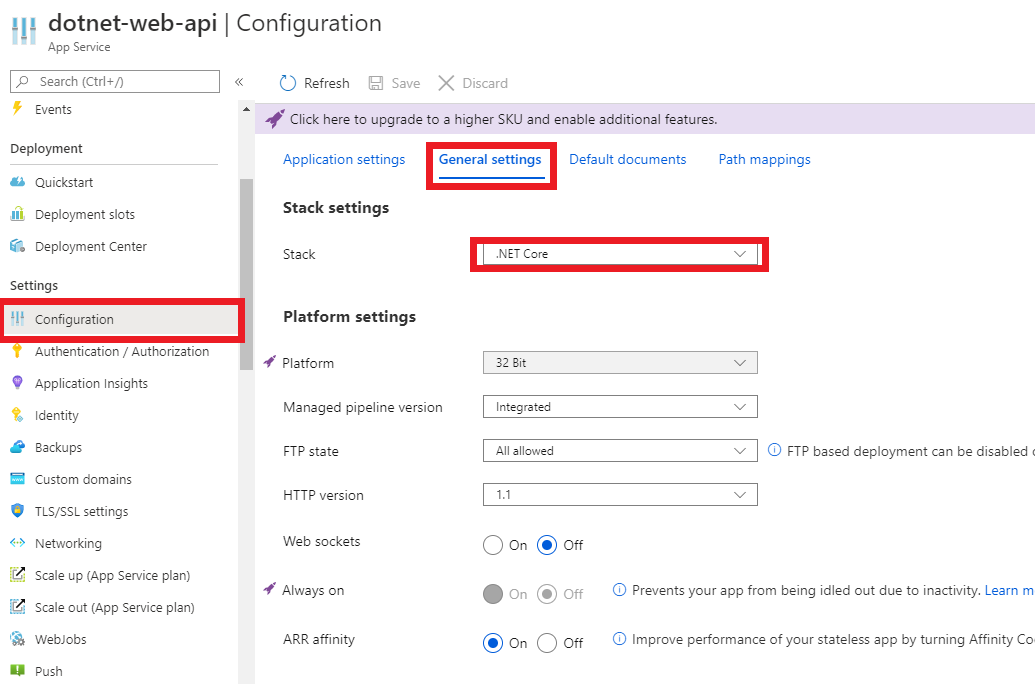 dotnet-web-api | Configuration
App Service
Search (Ctrl+/)
«
Refresh
Save
Discard
Events
Deployment
Quickstart
Deployment slots
Deployment Center
Settings
Configuration
Authentication / Authorization
Application Insights
Identity
Backups
Custom domains
TLS/SSL settings
Networking
Scale up (App Service plan)
Scale out (App Service plan)
WebJobs
Push
Click here to upgrade to a higher SKU and enable additional features.
Application settings
General settings
Default documents
Path mappings
Stack settings
Stack
.NET Core
Platform settings
Platform
32 Bit
Managed pipeline version
Integrated
FTP state
All allowed
FTP based deployment can be disabled
HTTP version
1.1
Web sockets
On
Off
Always on
On
Off
Prevents your app from being idled out due to inactivity. Learn m
ARR affinity
On
Off
Improve performance of your stateless app by turning Affinity Co